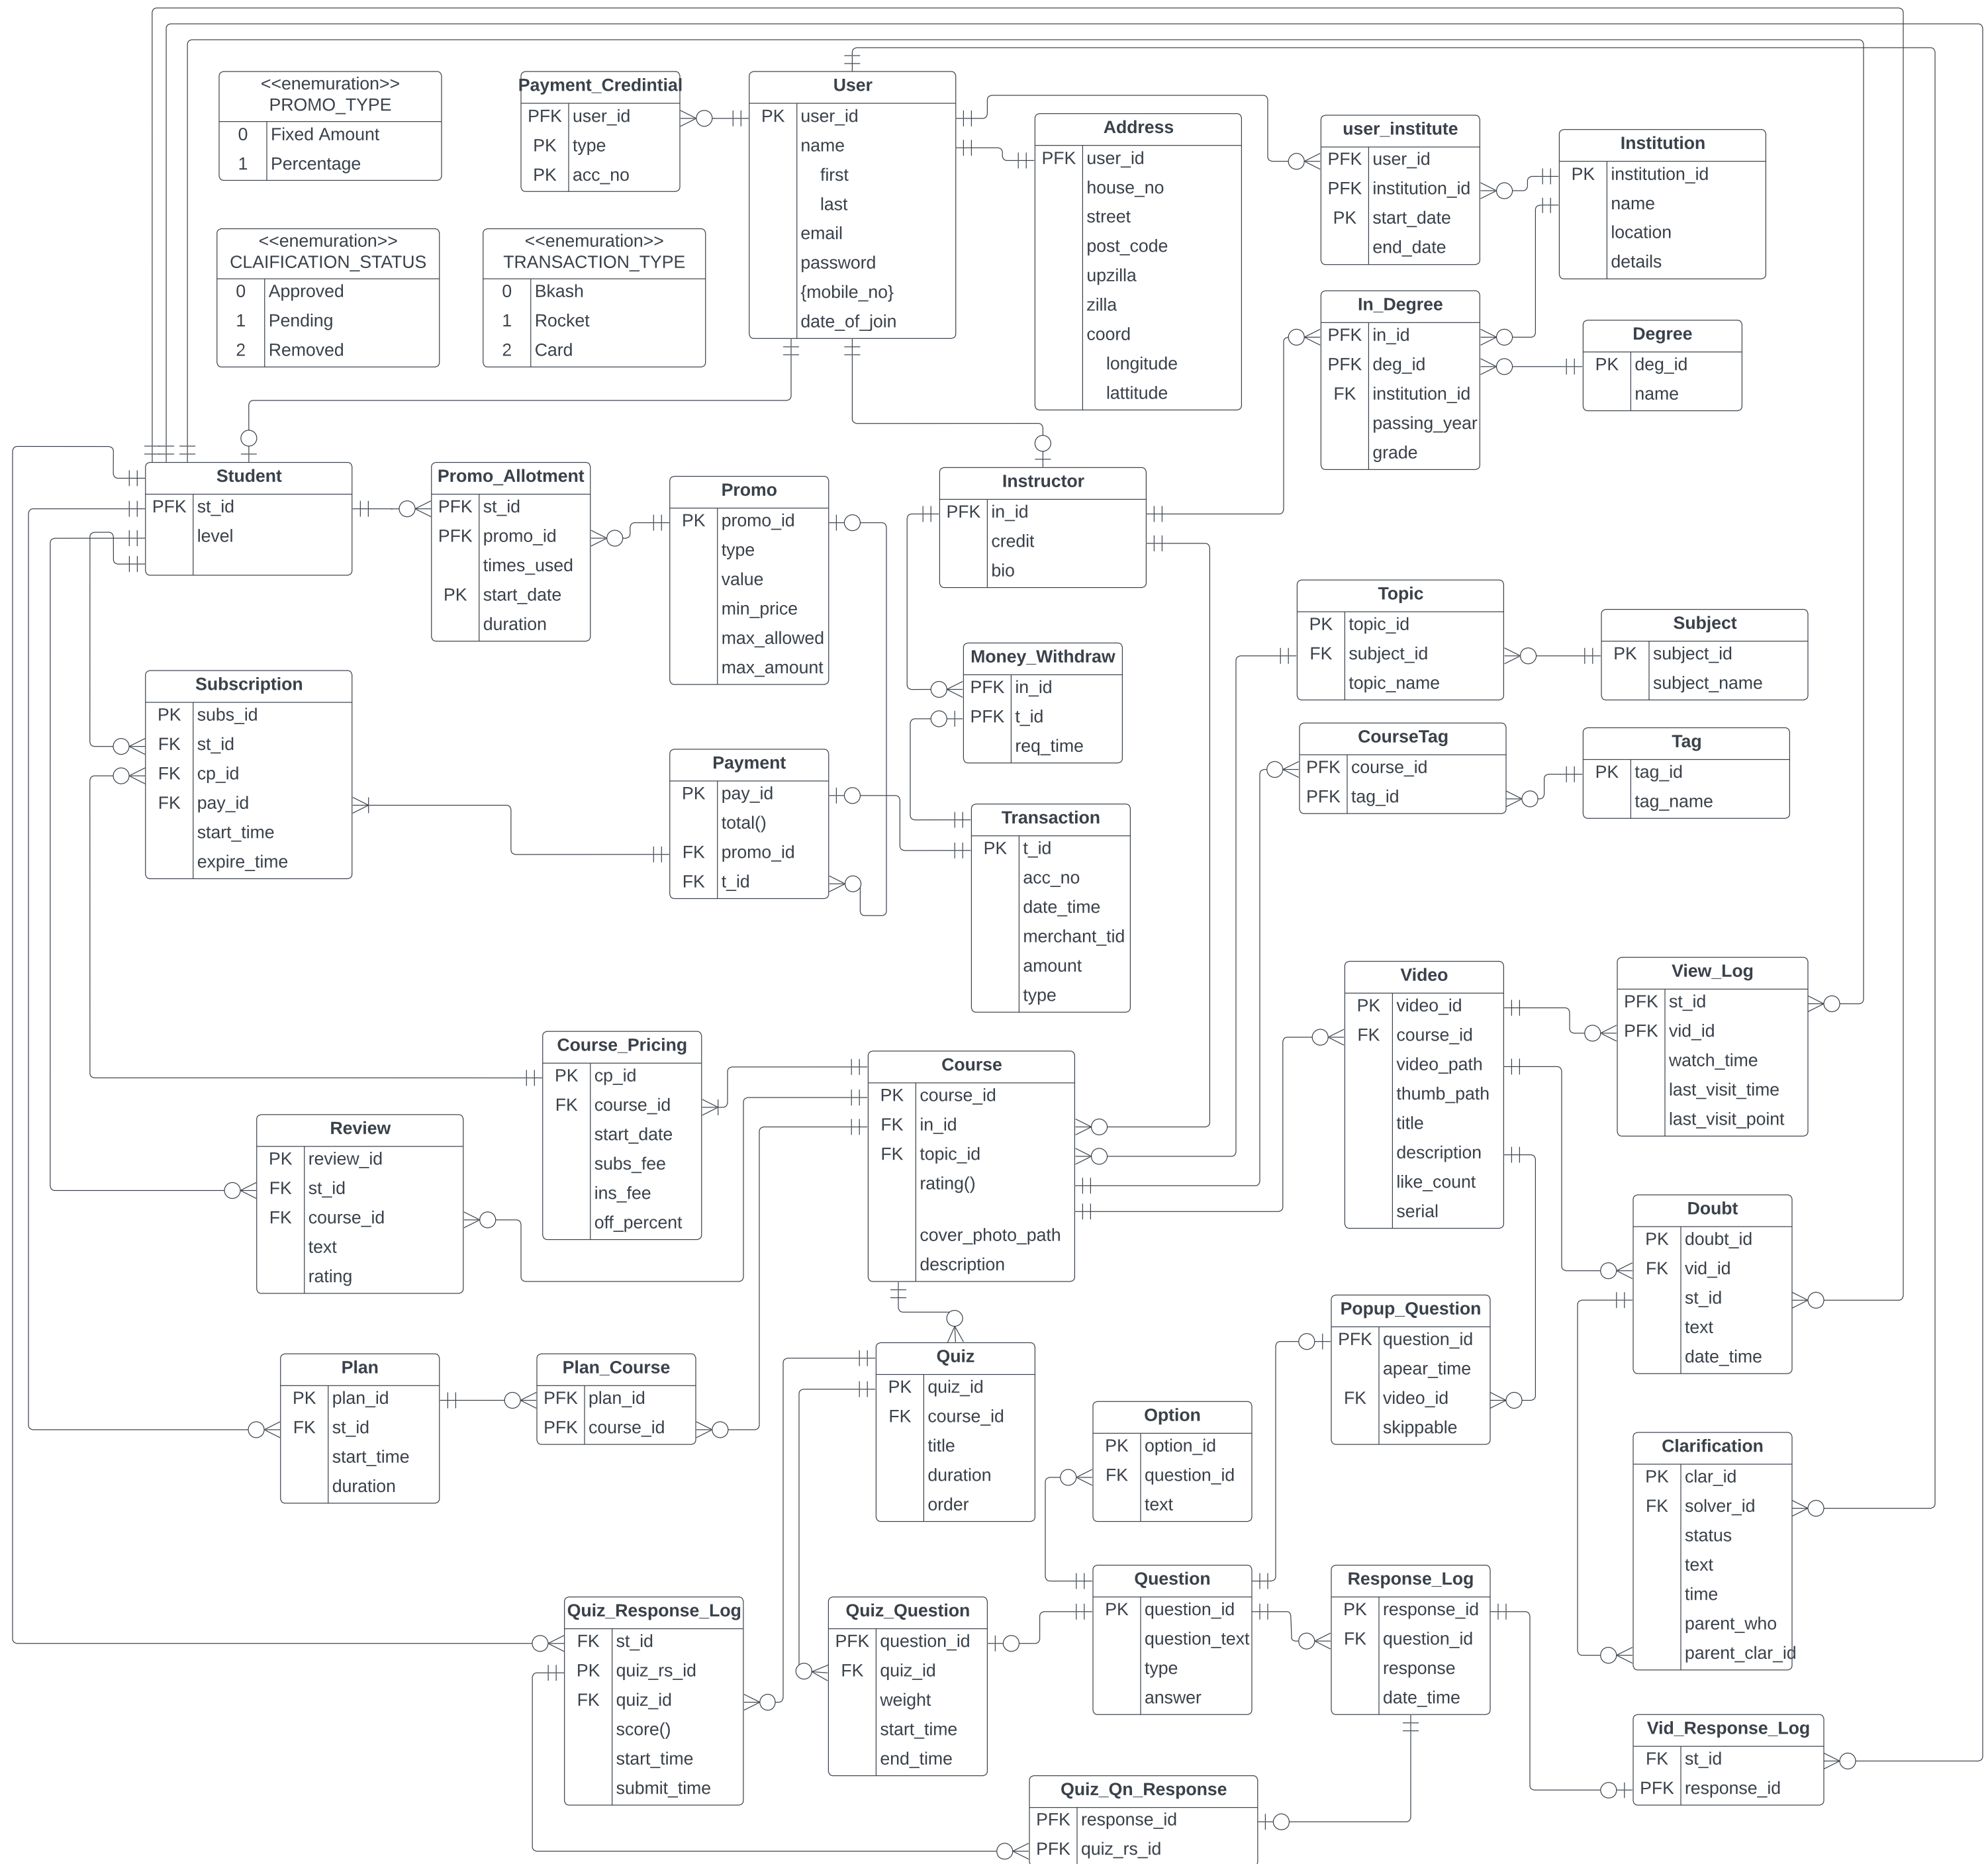 <<enemuration>>
PROMO_TYPE
0 Fixed Amount
1 Percentage
Payment_Credintial
PFK user_id
PK type
PK acc_no
User
PK user_id
name
first
last
email
password
{mobile_no}
date_of_join
Address
PFK user_id
house_no
street
post_code
upzilla
zilla
coord
longitude
lattitude
user_institute
PFK user_id
PFK institution_id
PK start_date
end_date
Institution
PK institution_id
name
location
details
<<enemuration>>
CLAIFICATION_STATUS
0 Approved
1 Pending
2 Removed
<<enemuration>>
TRANSACTION_TYPE
0 Bkash
1 Rocket
2 Card
In_Degree
PFK in_id
PFK deg_id
FK institution_id
passing_year
grade
Degree
PK deg_id
name
Student
PFK st_id
level
Promo_Allotment
PFK st_id
PFK promo_id
times_used
PK start_date
duration
Promo
PK promo_id
type
value
min_price
max_allowed
max_amount
Instructor
PFK in_id
credit
bio
Topic
PK topic_id
FK subject_id
topic_name
Subject
PK subject_id
subject_name
Subscription
PK subs_id
FK st_id
FK cp_id
FK pay_id
start_time
expire_time
Money_Withdraw
PFK in_id
PFK t_id
req_time
CourseTag
PFK course_id
PFK tag_id
Tag
PK tag_id
tag_name
Payment
PK pay_id
total()
FK promo_id
FK t_id
Transaction
PK t_id
acc_no
date_time
merchant_tid
amount
type
Video
PK video_id
FK course_id
video_path
thumb_path
title
description
like_count
serial
View_Log
PFK st_id
PFK vid_id
watch_time
last_visit_time
last_visit_point
Course_Pricing
PK cp_id
FK course_id
start_date
subs_fee
ins_fee
off_percent
Course
PK course_id
FK in_id
FK topic_id
rating()
cover_photo_path
description
Review
PK review_id
FK st_id
FK course_id
text
rating
Doubt
PK doubt_id
FK vid_id
st_id
text
date_time
Popup_Question
PFK question_id
apear_time
FK video_id
skippable
Plan
PK plan_id
FK st_id
start_time
duration
Plan_Course
PFK plan_id
PFK course_id
Quiz
PK quiz_id
FK course_id
title
duration
order
Option
PK option_id
FK question_id
text
Clarification
PK clar_id
FK solver_id
status
text
time
parent_who
parent_clar_id
Quiz_Response_Log
FK st_id
PK quiz_rs_id
FK quiz_id
score()
start_time
submit_time
Quiz_Question
PFK question_id
FK quiz_id
weight
start_time
end_time
Question
PK question_id
question_text
type
answer
Response_Log
PK response_id
FK question_id
response
date_time
Vid_Response_Log
FK st_id
PFK response_id
Quiz_Qn_Response
PFK response_id
PFK quiz_rs_id